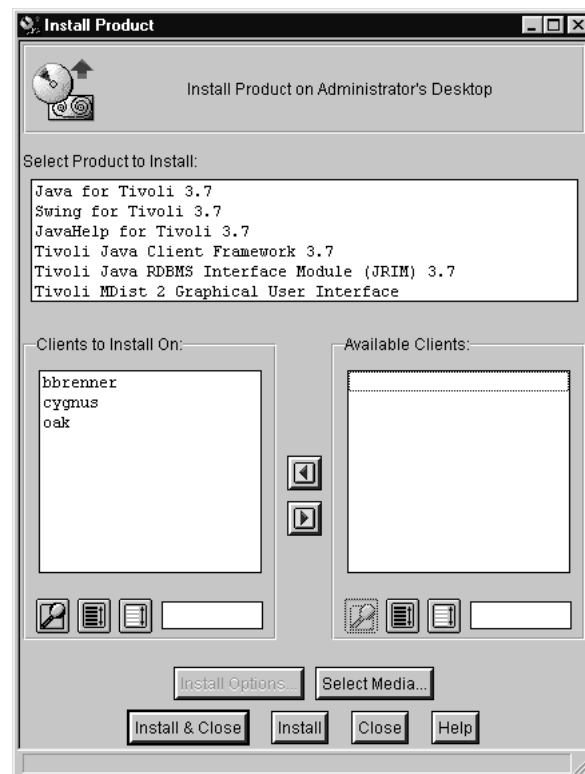 Install Product
Install Product on Administrator's Desktop
Select Product to Install:
Java for Tivoli 3.7
Swing for Tivoli 3.7
JavaHelp for Tivoli 3.7
Tivoli Java Client Framework 3.7
Tivoli Java RDBMS Interface Module (JRIM) 3.7
Tivoli MDist 2 Graphical User Interface
Clients to Install On:
bbrenner
cygnus
oak
Available Clients:
Install Options...
Select Media...
Install & Close
Install
Close
Help